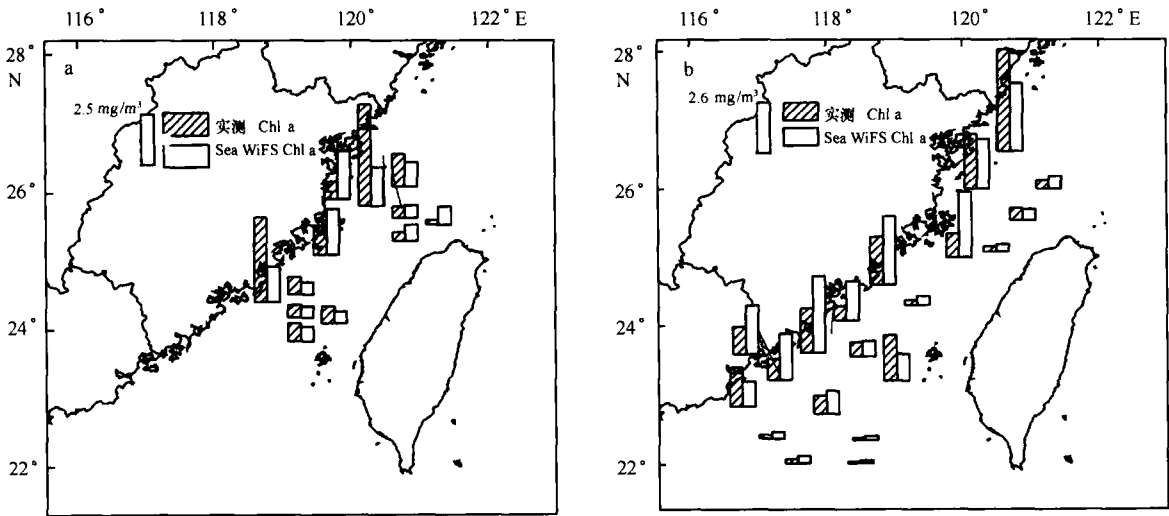 116° 118° 120° 122° E
28°
N
a
2.5 mg/m³
实测 Chl a
Sea WiFS Chl a
26°
24°
22°
116° 118° 120° 122° E
28°
N
b
2.6 mg/m³
实测 Chl a
Sea WiFS Chl a
26°
24°
22°